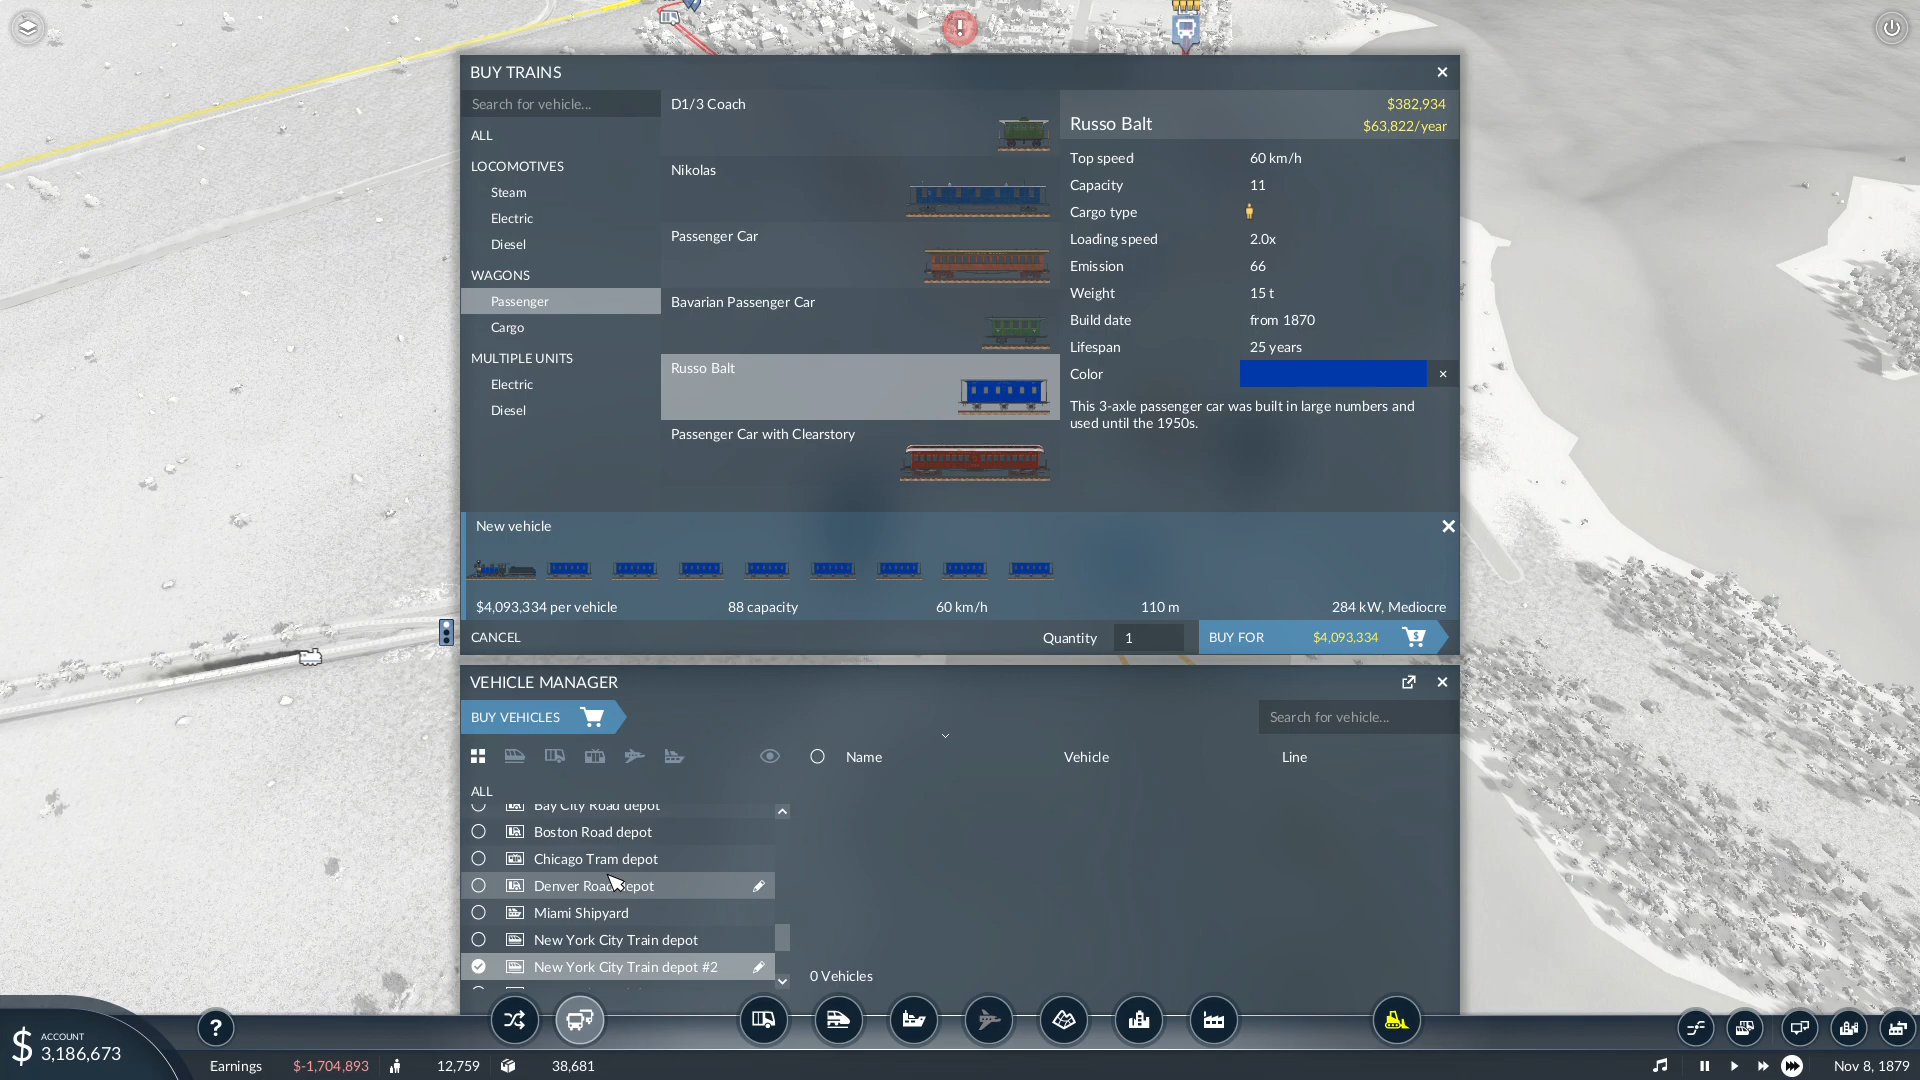 BUY TRAINS
Search for vehicle...
ALL
LOCOMOTIVES
Steam
Electric
Diesel
WAGONS
Passenger
Cargo
MULTIPLE UNITS
Electric
Diesel
D1/3 Coach
Nikolas
Passenger Car
Bavarian Passenger Car
Russo Balt
Passenger Car with Clearstory
$382,934
Russo Balt
$63,822/year
Top speed 60 km/h
Capacity 11
Cargo type
Loading speed 2.0x
Emission 66
Weight 15 t
Build date from 1870
Lifespan 25 years
Color
This 3-axle passenger car was built in large numbers and
used until the 1950s.
New vehicle
$4,093,334 per vehicle 88 capacity 60 km/h 110 m 284 kW, Mediocre
CANCEL Quantity 1 BUY FOR $4,093,334
VEHICLE MANAGER
BUY VEHICLES Search for vehicle...
Name Vehicle Line
ALL
Bay City Road depot
Boston Road depot
Chicago Tram depot
Denver Road depot
Miami Shipyard
New York City Train depot
New York City Train depot #2
0 Vehicles
?
$ ACCOUNT
3,186,673
Earnings $-1,704,893 12,759 38,681 Nov 8, 1879